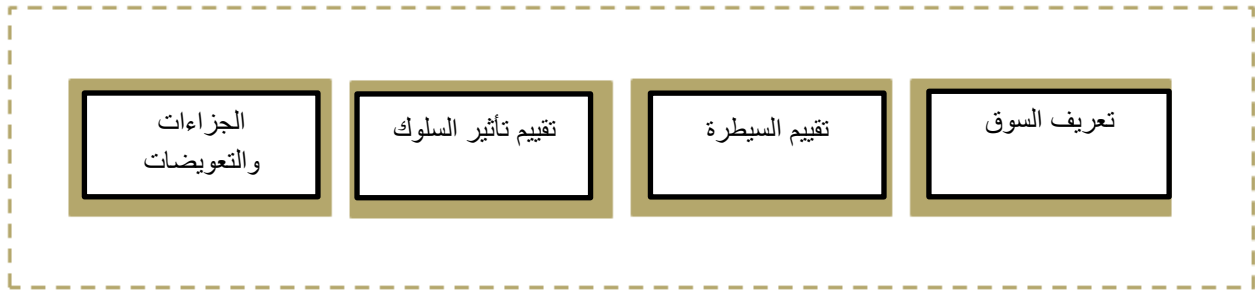 تعريف السوق
تقييم السيطرة
تقييم تأثير السلوك
الجزاءات
والتعويضات